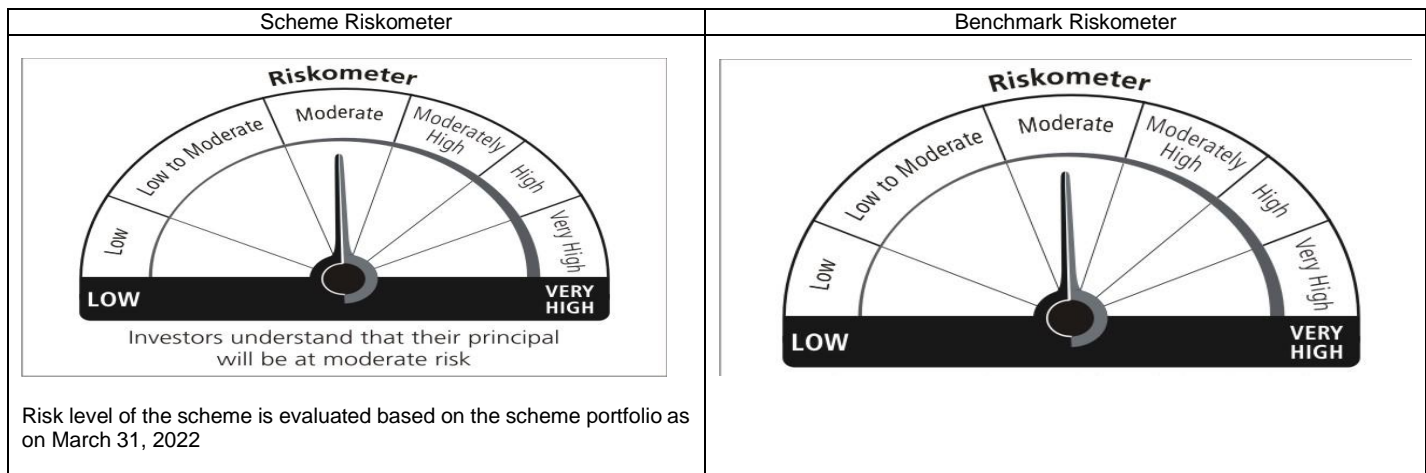 Scheme Riskometer
Benchmark Riskometer
Riskometer
Low
Low to Moderate
Moderate
Moderately
High
High
Very High
LOW
VERY
HIGH
Investors understand that their principal
will be at moderate risk
Risk level of the scheme is evaluated based on the scheme portfolio as
on March 31, 2022
Riskometer
Low
Low to Moderate
Moderate
Moderately
High
High
Very High
LOW
VERY
HIGH